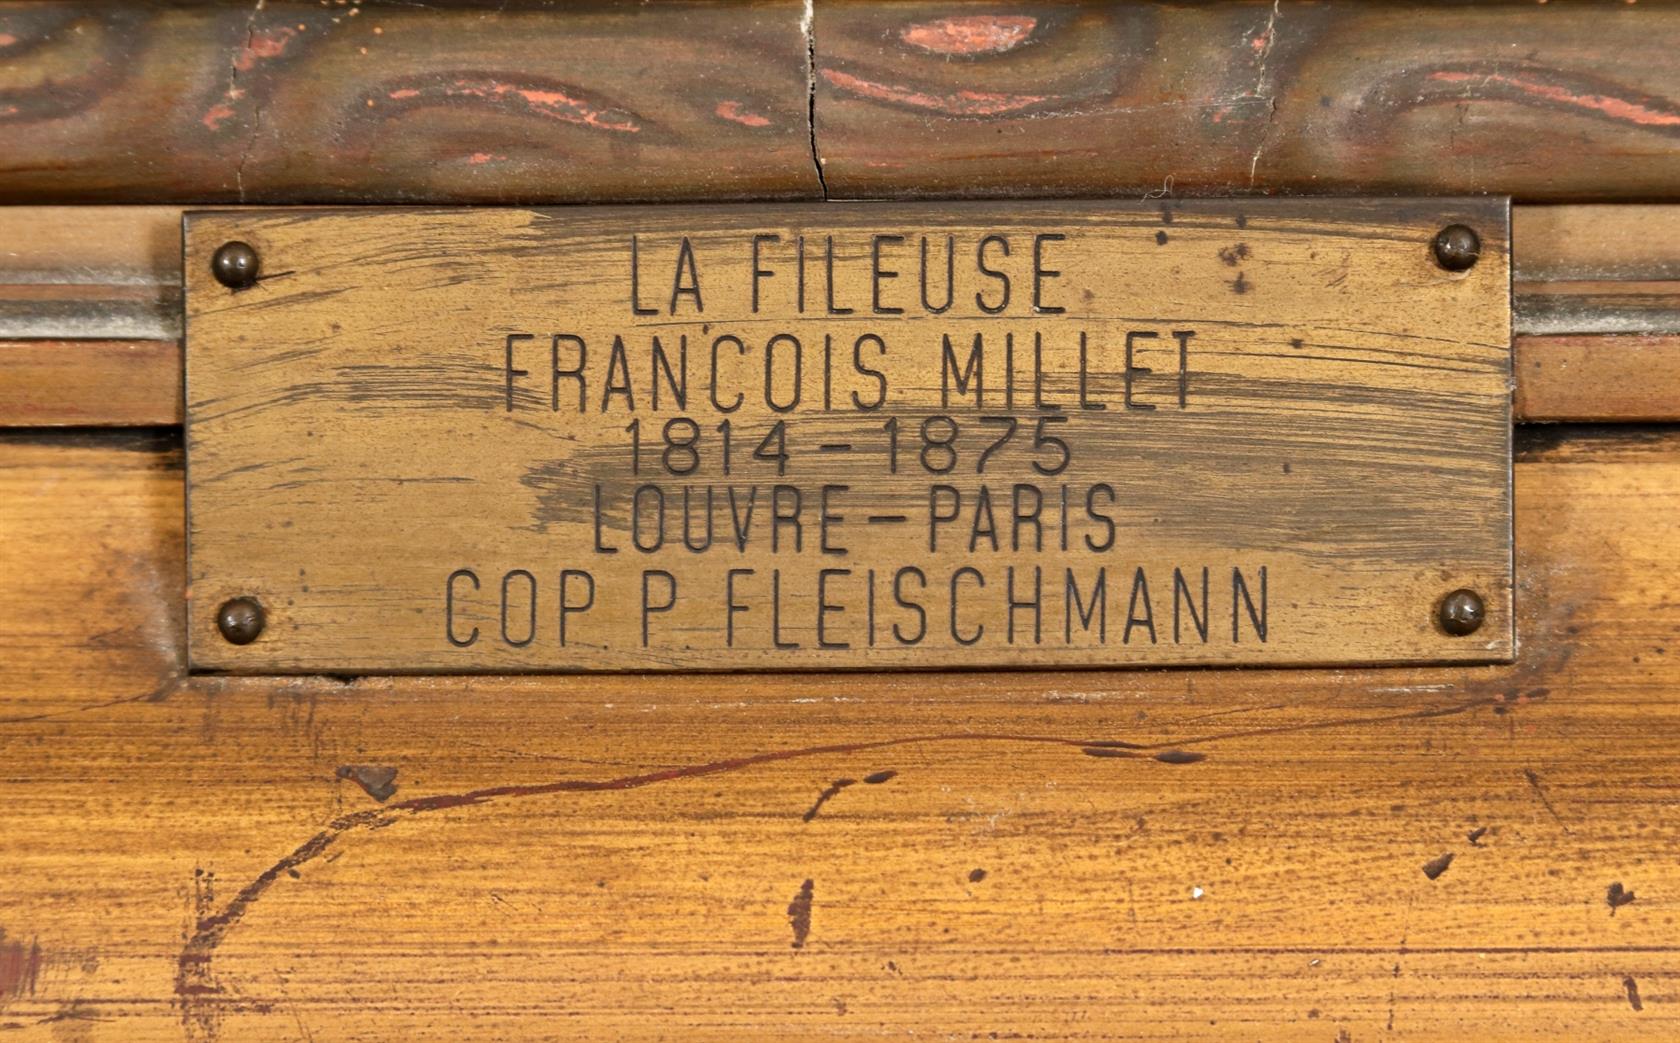 LA FILEUSE
FRANCOIS MILLET
1814-1875
LOUVRE-PARIS
COP P. FLEISCHMANN